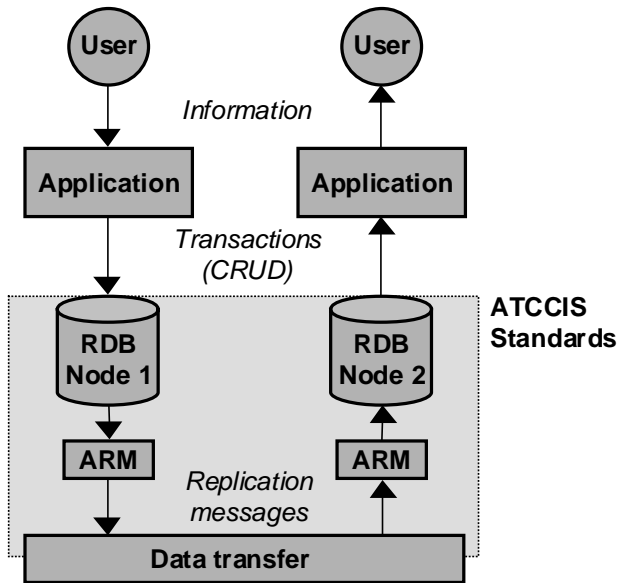 User
User
Information
Application
Application
Transactions
(CRUD)
ATCCIS
Standards
RDB
Node 1
RDB
Node 2
ARM
ARM
Replication
messages
Data transfer